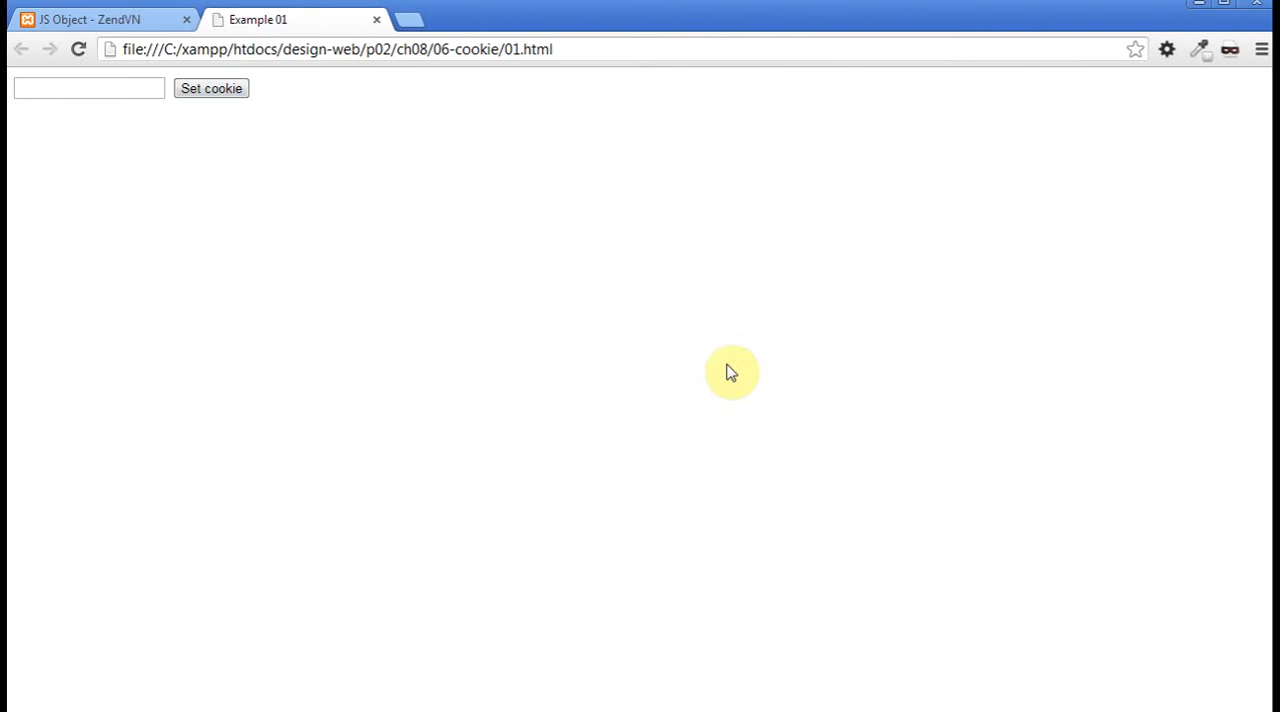 JS Object - ZendVN
Example 01
file:///C:/xampp/htdocs/design-web/p02/ch08/06-cookie/01.html
Set cookie